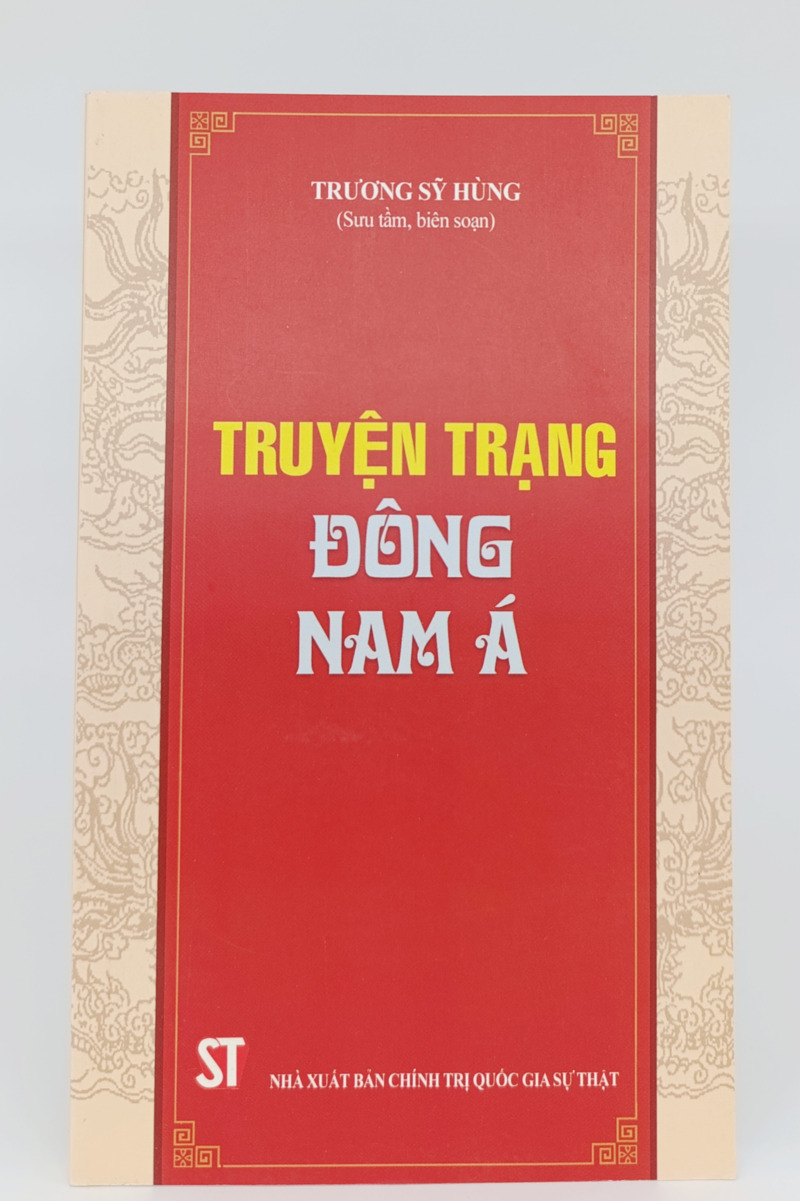 TRƯƠNG SỸ HÙNG
(Sưu tầm, biên soạn)
TRUYỆN TRẠNG
ĐÔNG
NAM Á
ST
NHÀ XUẤT BẢN CHÍNH TRỊ QUỐC GIA SỰ THẬT